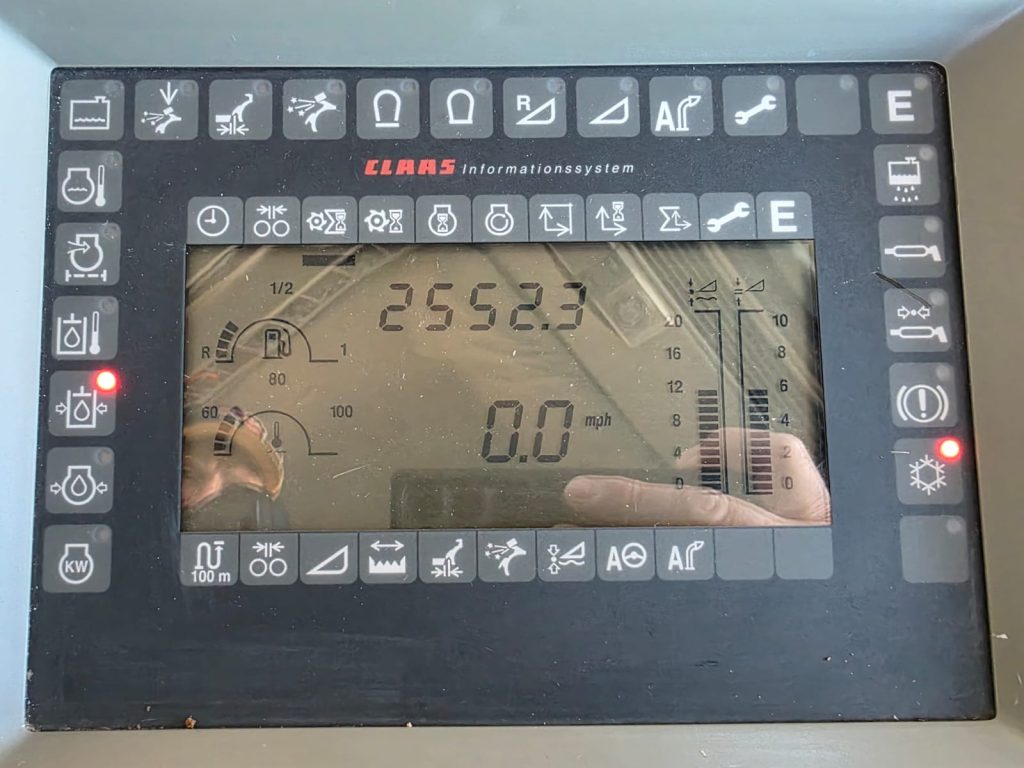 R A E
CLAAS Informationssystem
E
1/2 2552.3 20 10
R 1 16 8
80 12 6
60 100 0.0 mph 8 4
4 2
0 0
KW 100 m A A